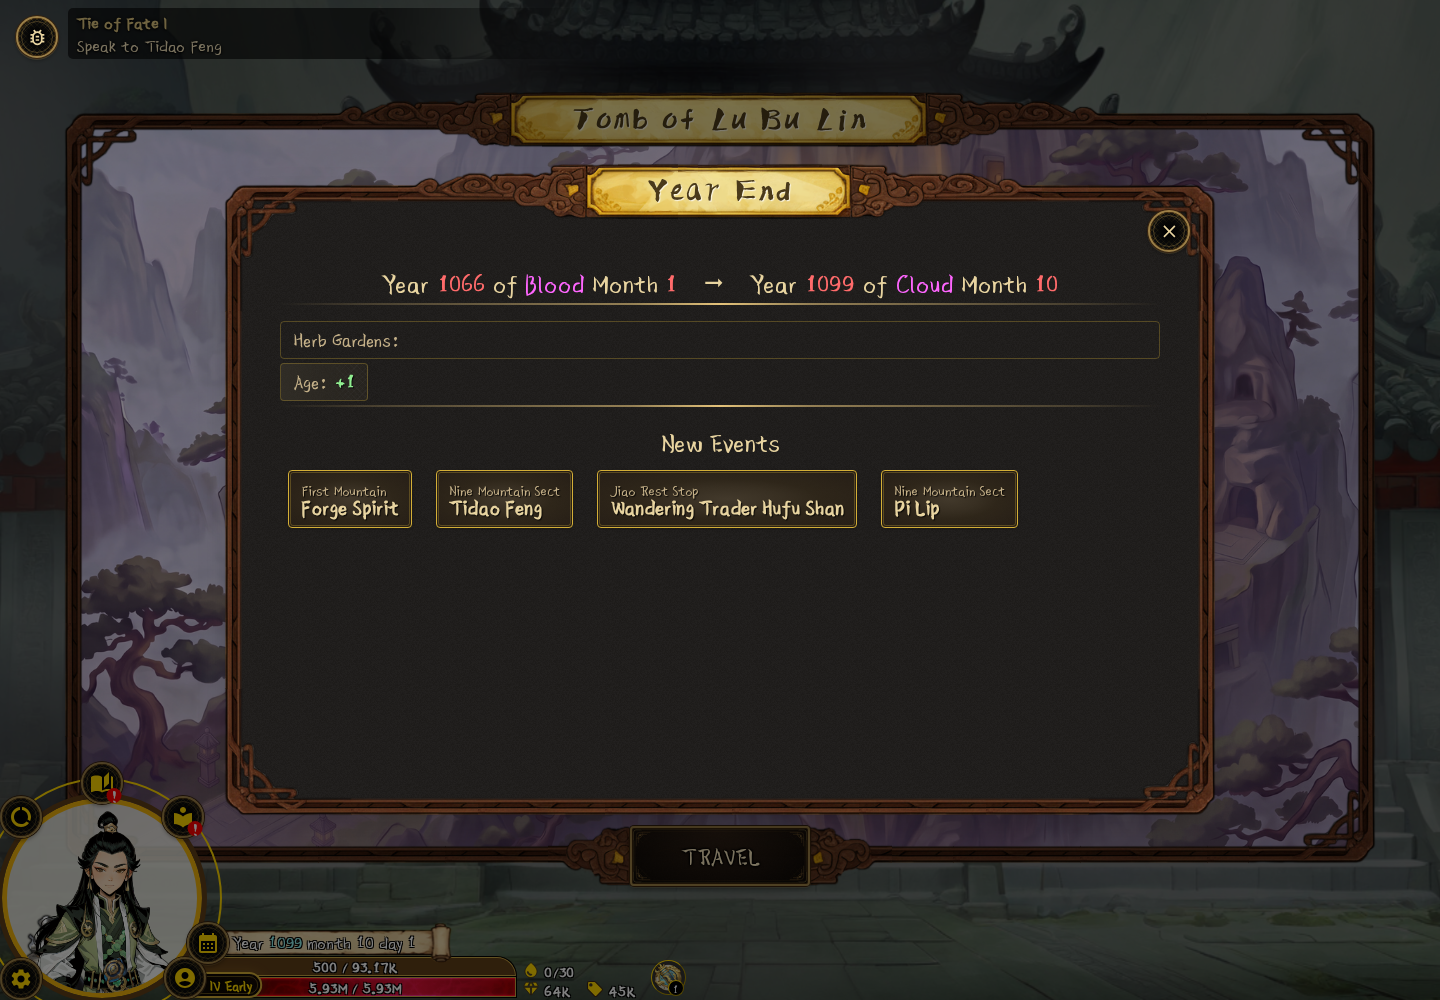 Tie of Fate I
Speak to Tidao Feng
Tomb of Lu Bu Lin
Year End
Year 1066 of Blood Month 1 → Year 1099 of Cloud Month 10
Herb Gardens:
Age: +1
New Events
First Mountain
Forge Spirit
Nine Mountain Sect
Tidao Feng
Jiao Rest Stop
Wandering Trader Hufu Shan
Nine Mountain Sect
Pi Lip
TRAVEL
Year 1099 month 10 day 1
500 / 93.17K
0/30
IV Early
5.93M / 5.93M
64K
45K
f